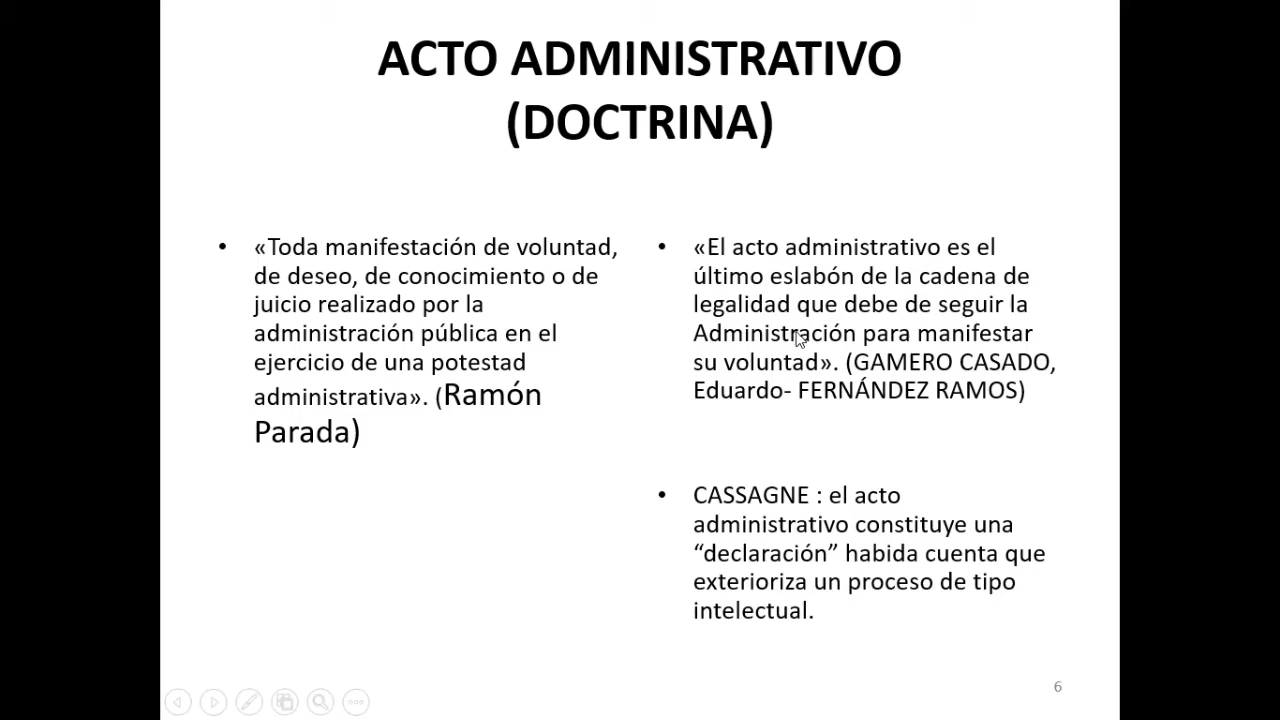 ACTO ADMINISTRATIVO
(DOCTRINA)
• «Toda manifestación de voluntad,
de deseo, de conocimiento o de
juicio realizado por la
administración pública en el
ejercicio de una potestad
administrativa». (Ramón
Parada)
• «El acto administrativo es el
último eslabón de la cadena de
legalidad que debe de seguir la
Administración para manifestar
su voluntad». (GAMERO CASADO,
Eduardo- FERNÁNDEZ RAMOS)
• CASSAGNE : el acto
administrativo constituye una
“declaración” habida cuenta que
exterioriza un proceso de tipo
intelectual.
6